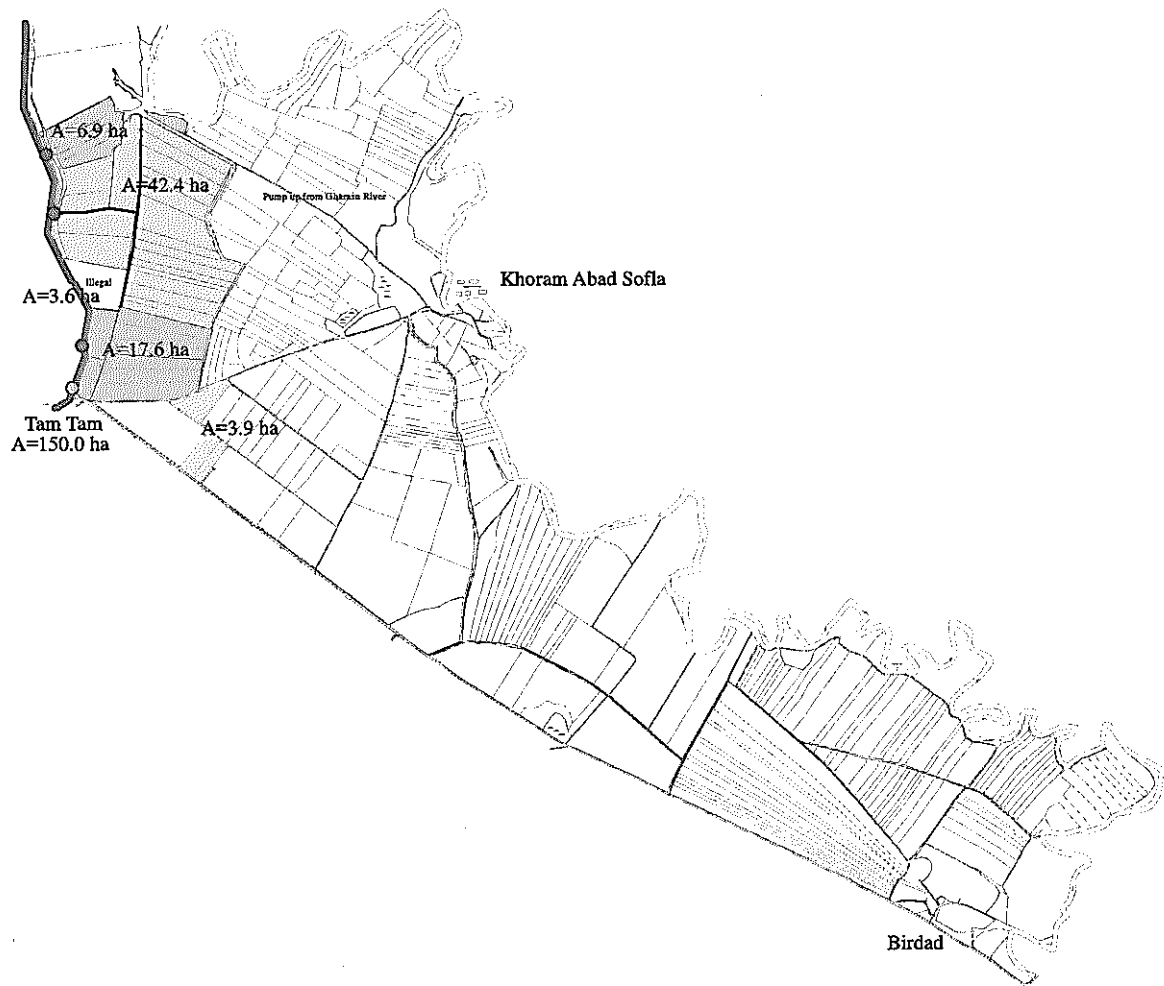 A=6.9 ha
A=42.4 ha
Pump up from Ghamin River
Khoram Abad Sofla
Illegal
A=3.6 ha
A=17.6 ha
Tam Tam
A=150.0 ha
A=3.9 ha
Birdad